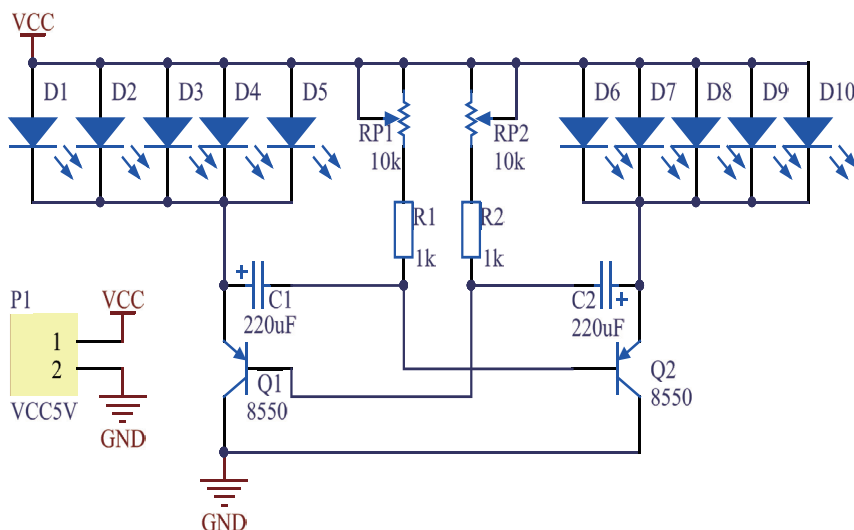 VCC
D1 D2 D3 D4 D5 D6 D7 D8 D9 D10
RP1 RP2
10k 10k
R1 R2
1k 1k
P1 VCC C1 C2
220uF 220uF
1
2
Q1 Q2
8550 8550
VCC5V
GND
GND